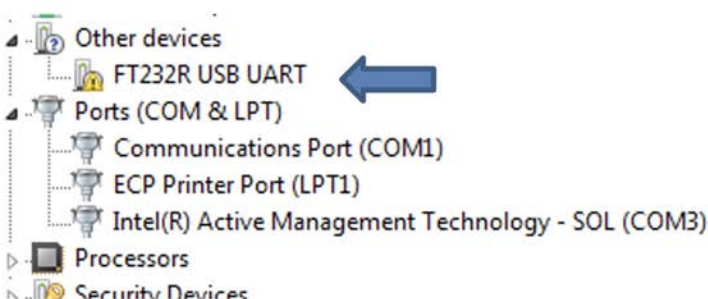 Other devices
FT232R USB UART
Ports (COM & LPT)
Communications Port (COM1)
ECP Printer Port (LPT1)
Intel(R) Active Management Technology - SOL (COM3)
Processors
Security Devices